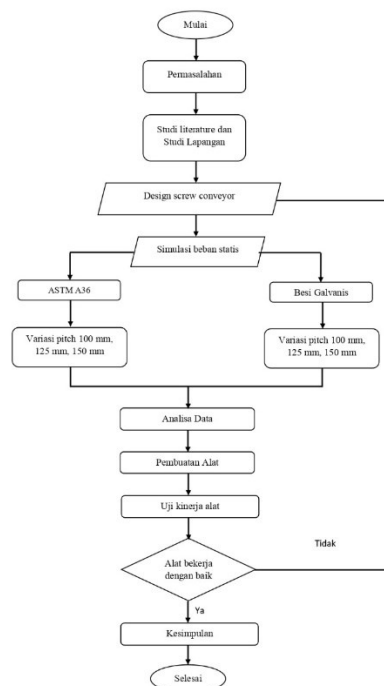 Mulai
Permasalahan
Studi literature dan
Studi Lapangan
Design screw conveyor
Simulasi beban statis
ASTM A36
Besi Galvanis
Variasi pitch 100 mm,
125 mm, 150 mm
Variasi pitch 100 mm,
125 mm, 150 mm
Analisa Data
Pembuatan Alat
Uji kinerja alat
Alat bekerja
dengan baik
Tidak
Ya
Kesimpulan
Selesai